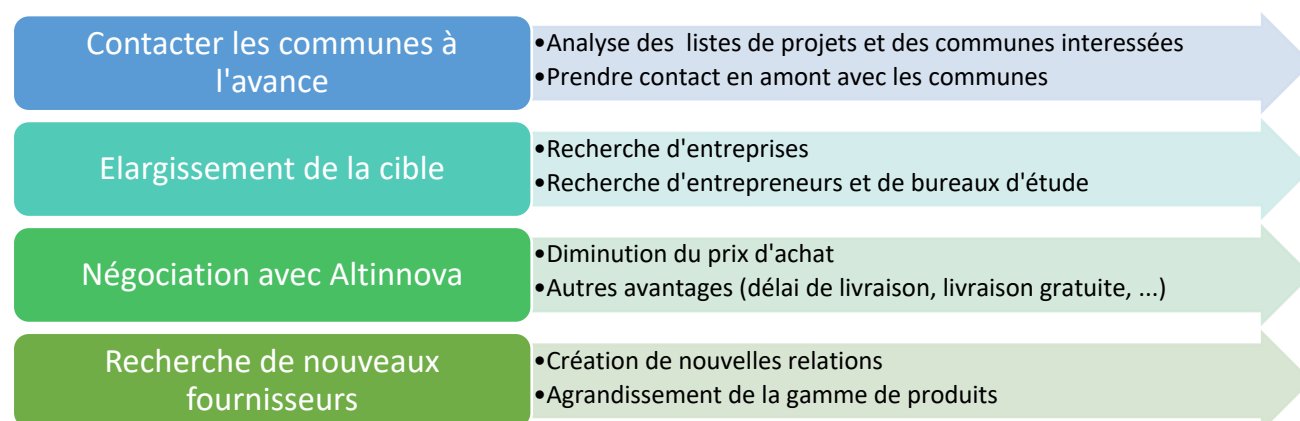 Contacter les communes à
l'avance
•Analyse des listes de projets et des communes interessées
•Prendre contact en amont avec les communes
Elargissement de la cible
•Recherche d'entreprises
•Recherche d'entrepreneurs et de bureaux d'étude
Négociation avec Altinnova
•Diminution du prix d'achat
•Autres avantages (délai de livraison, livraison gratuite, ...)
Recherche de nouveaux
fournisseurs
•Création de nouvelles relations
•Agrandissement de la gamme de produits